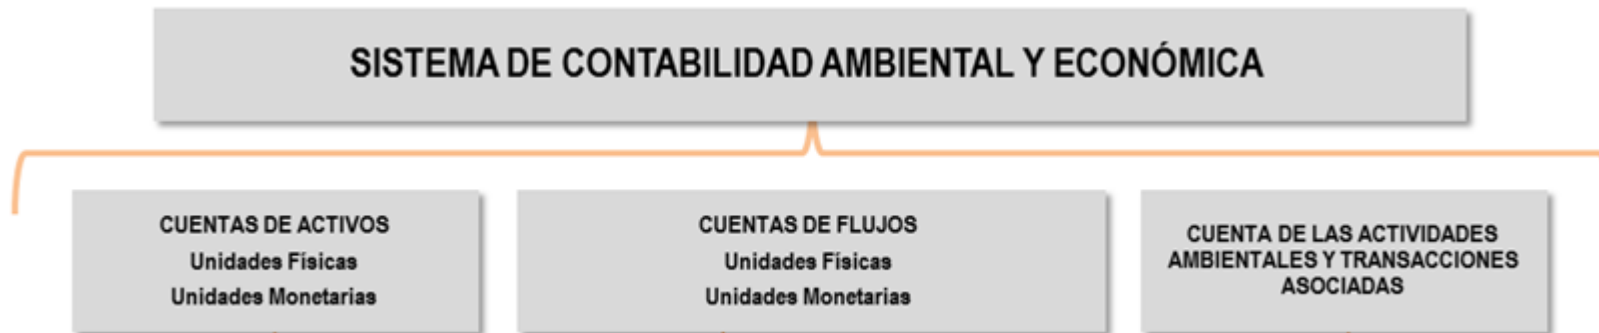 SISTEMA DE CONTABILIDAD AMBIENTAL Y ECONÓMICA
CUENTAS DE ACTIVOS
Unidades Físicas
Unidades Monetarias
CUENTAS DE FLUJOS
Unidades Físicas
Unidades Monetarias
CUENTA DE LAS ACTIVIDADES
AMBIENTALES Y TRANSACCIONES
ASOCIADAS